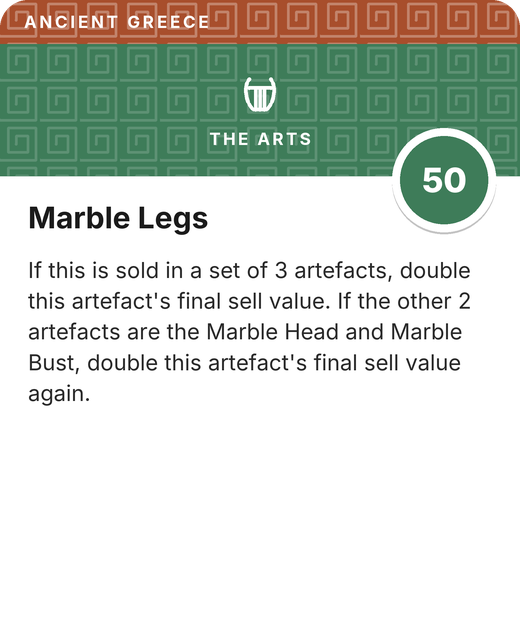 ANCIENT GREECE
THE ARTS
50
Marble Legs
If this is sold in a set of 3 artefacts, double
this artefact's final sell value. If the other 2
artefacts are the Marble Head and Marble
Bust, double this artefact's final sell value
again.